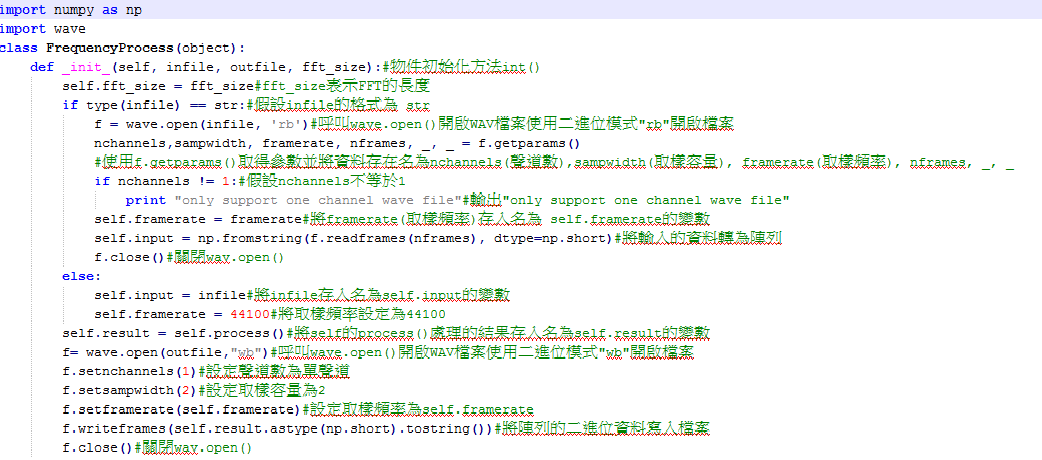 import numpy as np
import wave
class FrequencyProcess(object):
    def _init_(self, infile, outfile, fft_size):#物件初始化方法int()
        self.fft_size = fft_size#fft_size表示FFT的長度
        if type(infile) == str:#假設infile的格式為 str
            f = wave.open(infile, 'rb')#呼叫wave.open()開啟WAV檔案使用二進位模式"rb"開啟檔案
            nchannels,sampwidth, framerate, nframes, _, _ = f.getparams()
            #使用f.getparams()取得參數並將資料存在名為nchannels(聲道數),sampwidth(取樣容量), framerate(取樣頻率), nframes, _, _
            if nchannels != 1:#假設nchannels不等於1
                print "only support one channel wave file"#輸出"only support one channel wave file"
            self.framerate = framerate#將framerate(取樣頻率)存入名為 self.framerate的變數
            self.input = np.fromstring(f.readframes(nframes), dtype=np.short)#將輸入的資料轉為陣列
            f.close()#關閉wav.open()
        else:
            self.input = infile#將infile存入名為self.input的變數
            self.framerate = 44100#將取樣頻率設定為44100
        self.result = self.process()#將self的process()處理的結果存入名為self.result的變數
        f= wave.open(outfile,"wb")#呼叫wave.open()開啟WAV檔案使用二進位模式"wb"開啟檔案
        f.setnchannels(1)#設定聲道數為單聲道
        f.setsampwidth(2)#設定取樣容量為2
        f.setframerate(self.framerate)#設定取樣頻率為self.framerate
        f.writeframes(self.result.astype(np.short).tostring())#將陣列的二進位資料寫入檔案
        f.close()#關閉wav.open()